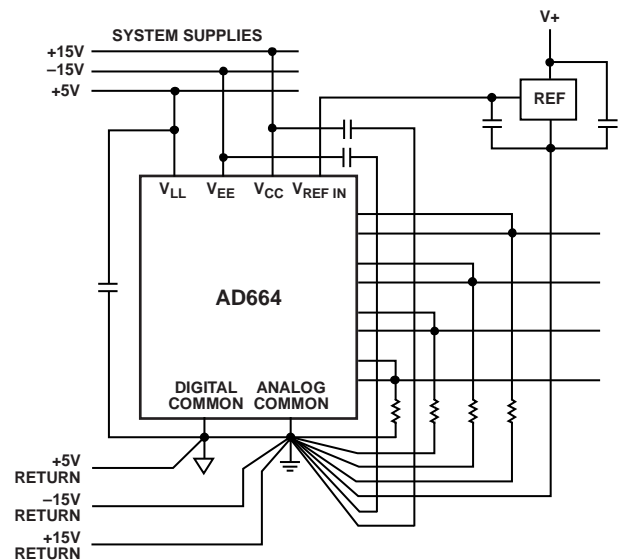 SYSTEM SUPPLIES
+15V
–15V
+5V
V+
REF
VLL VEE VCC VREF IN
AD664
DIGITAL COMMON
ANALOG COMMON
+5V
RETURN
–15V
RETURN
+15V
RETURN